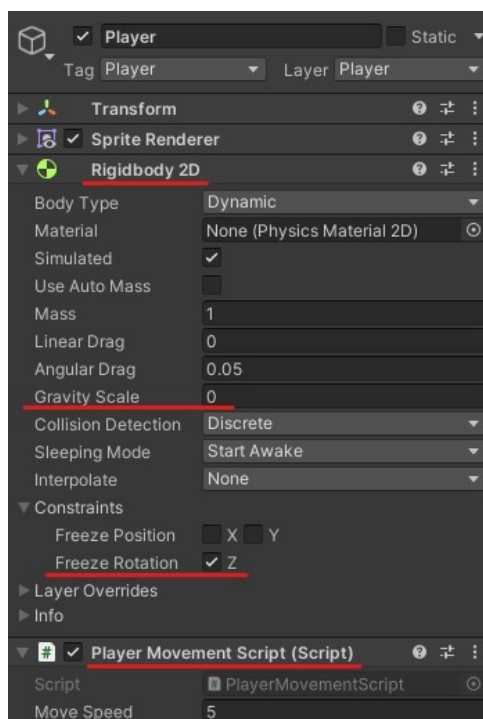 Player Static
Tag Player Layer Player
Transform
Sprite Renderer
Rigidbody 2D
Body Type Dynamic
Material None (Physics Material 2D)
Simulated
Use Auto Mass
Mass 1
Linear Drag 0
Angular Drag 0.05
Gravity Scale 0
Collision Detection Discrete
Sleeping Mode Start Awake
Interpolate None
Constraints
Freeze Position X Y
Freeze Rotation Z
Layer Overrides
Info
# Player Movement Script (Script)
Script # PlayerMovementScript
Move Speed 5